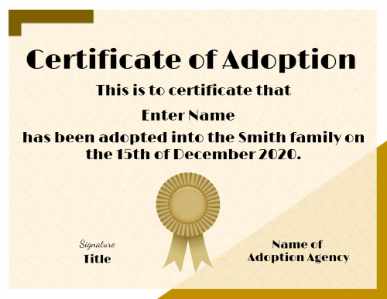 Certificate of Adoption
This is to certificate that
Enter Name
has been adopted into the Smith family on
the 15th of December 2020.
Signature
Title
Name of
Adoption Agency